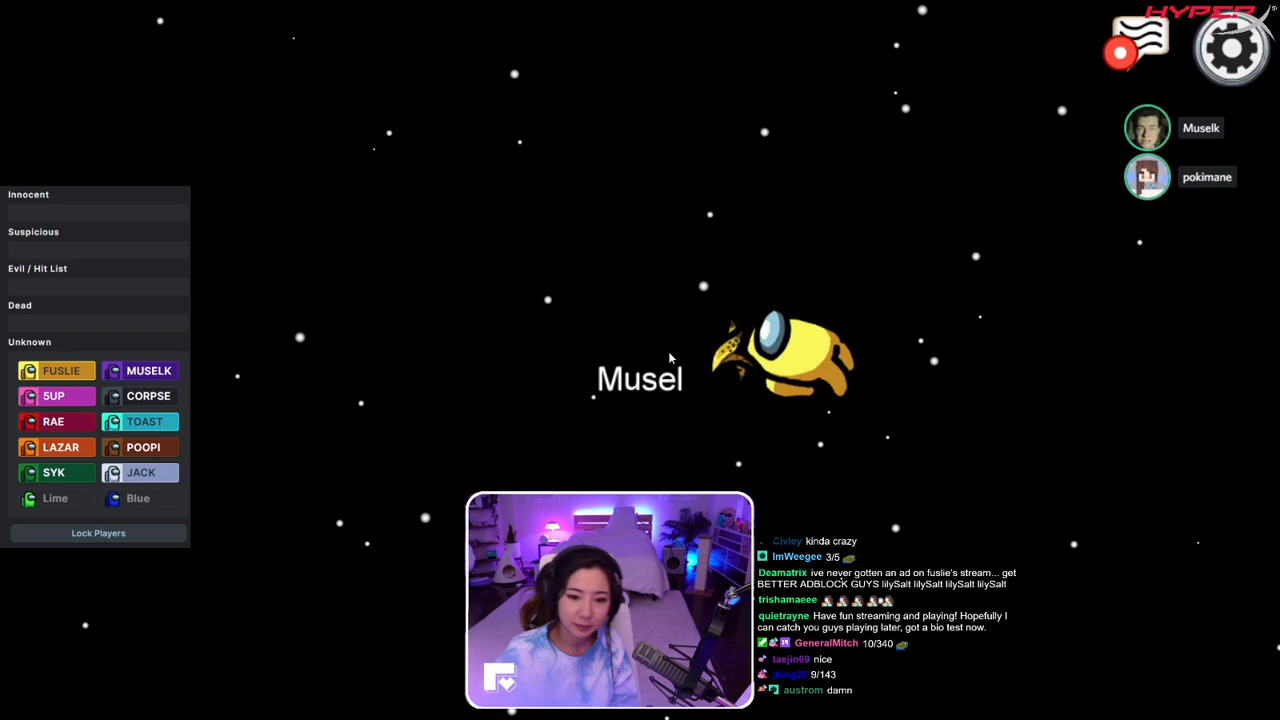 HYPERX
Muselk
pokimane
Innocent
Suspicious
Evil / Hit List
Dead
Unknown
FUSLIE
MUSELK
5UP
CORPSE
RAE
TOAST
LAZAR
POOPI
SYK
JACK
Lime
Blue
Lock Players
Musel
Civley kinda crazy
ImWeegee 3/5
Deamatrix ive never gotten an ad on fuslie's stream... get
BETTER ADBLOCK GUYS lilySalt lilySalt lilySalt lilySalt
trishamaeee
quietrayne Have fun streaming and playing! Hopefully I
can catch you guys playing later, got a bio test now.
GeneralMitch 10/340
taejin69 nice
9/143
austrom damn